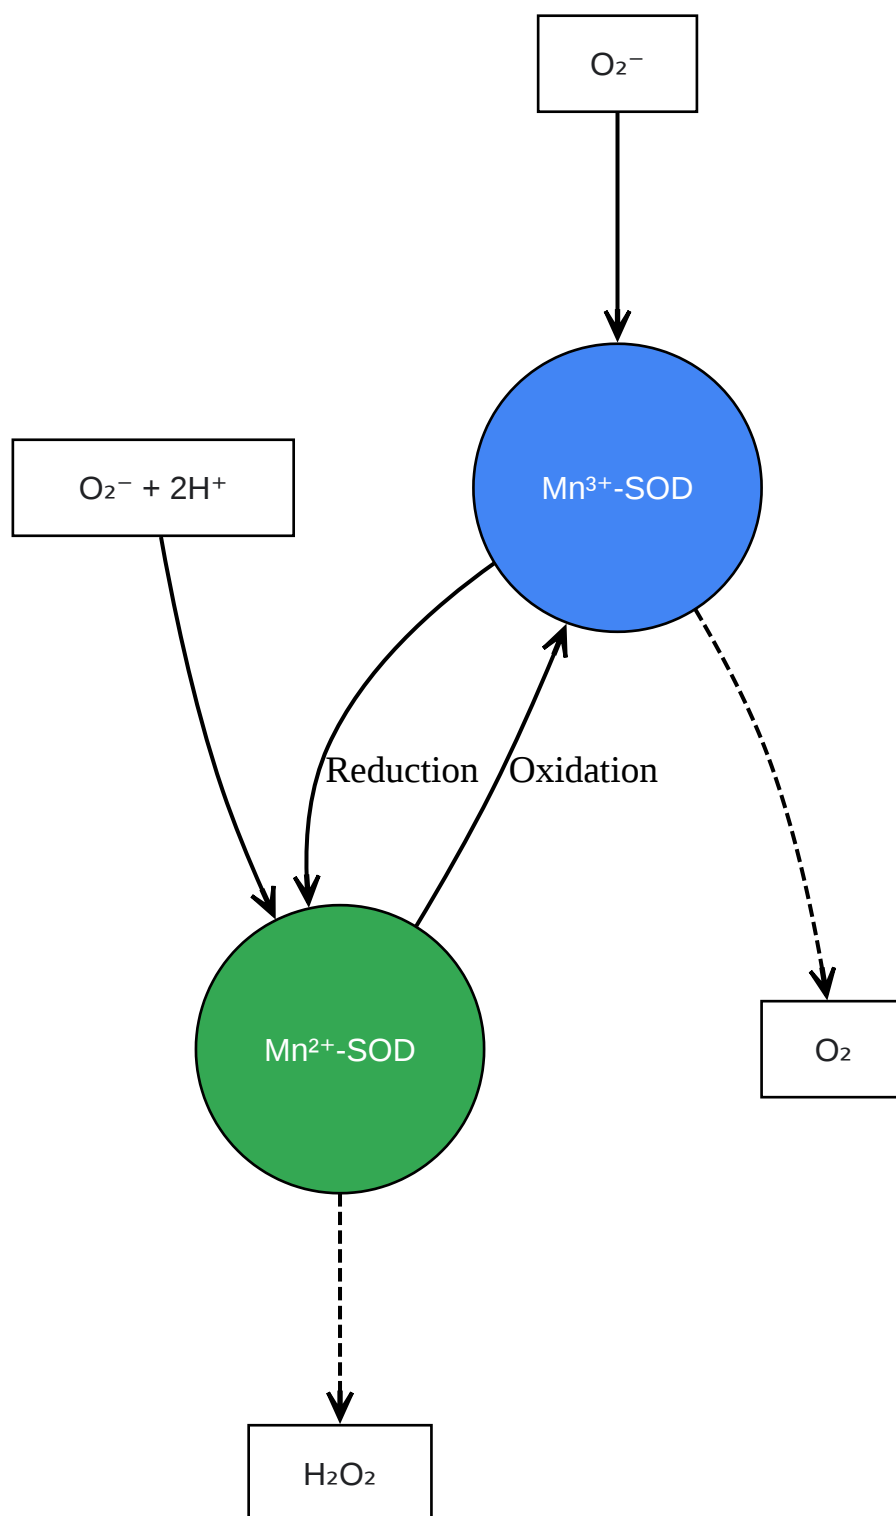 O₂⁻
O₂⁻ + 2H⁺
Mn³⁺-SOD
Reduction
Oxidation
Mn²⁺-SOD
O₂
H₂O₂